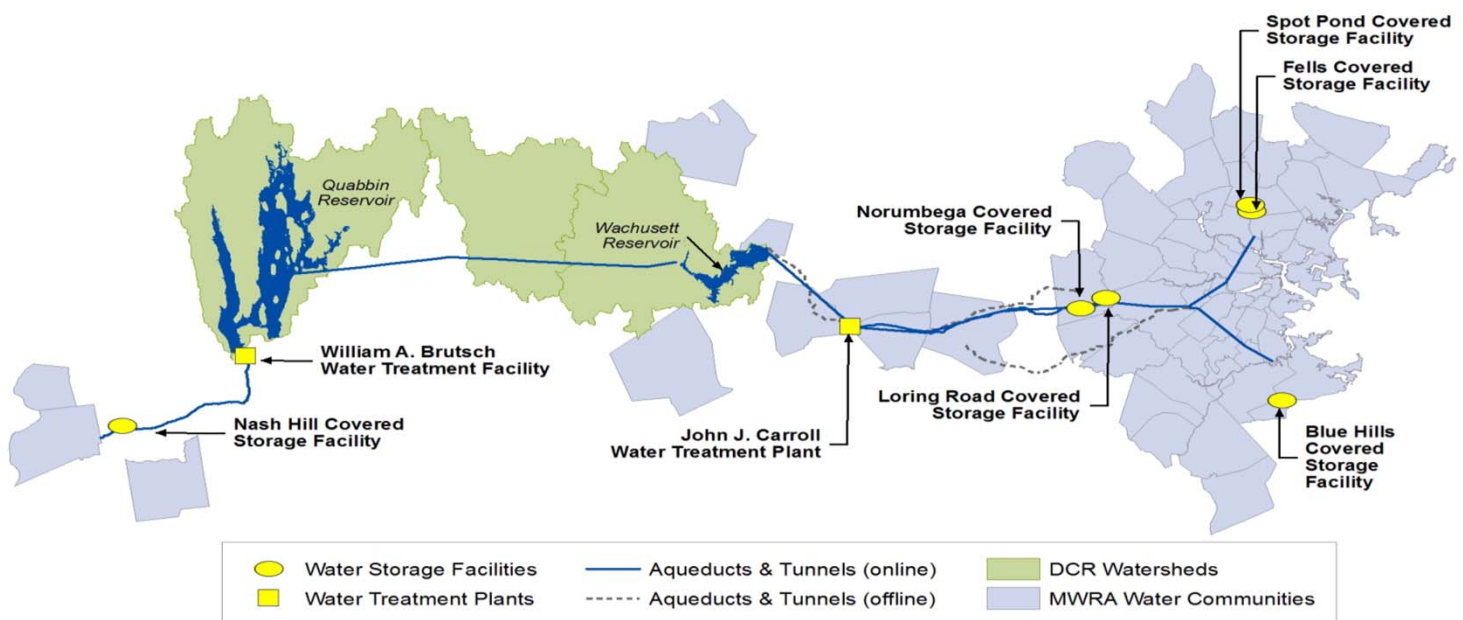 Spot Pond Covered
Storage Facility
Fells Covered
Storage Facility
Quabbin
Reservoir
Wachusett
Reservoir
Norumbega Covered
Storage Facility
William A. Brutsch
Water Treatment Facility
Nash Hill Covered
Storage Facility
John J. Carroll
Water Treatment Plant
Loring Road Covered
Storage Facility
Blue Hills
Covered
Storage
Facility
Water Storage Facilities
Aqueducts & Tunnels (online)
DCR Watersheds
Water Treatment Plants
Aqueducts & Tunnels (offline)
MWRA Water Communities